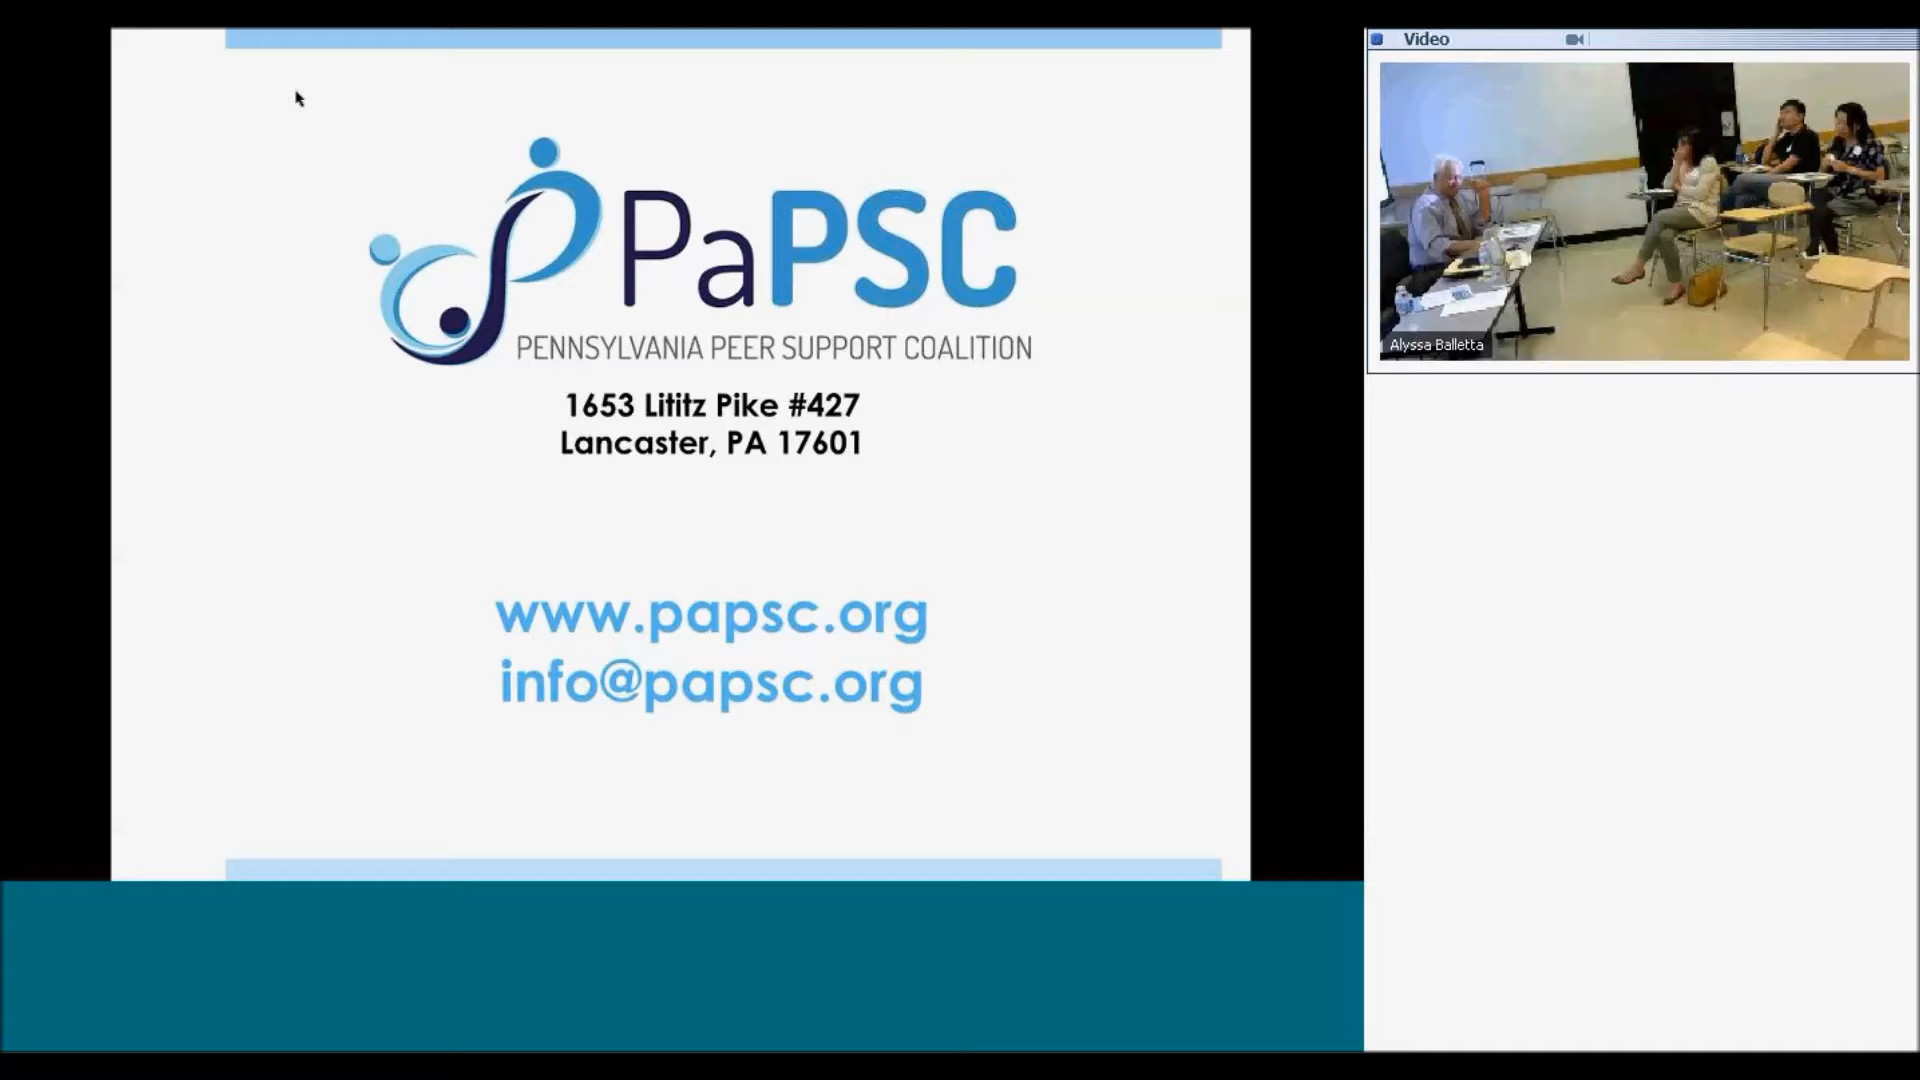 PaPSC
PENNSYLVANIA PEER SUPPORT COALITION
1653 Lititz Pike #427
Lancaster, PA 17601
www.papsc.org
info@papsc.org
Video
Alyssa Balletta